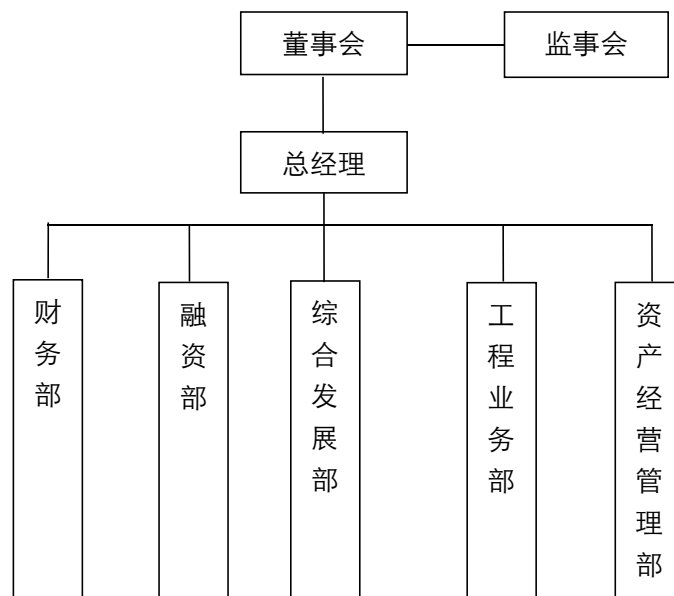 董事会
监事会
总经理
财务部
融资部
综合发展部
工程业务部
资产经营管理部